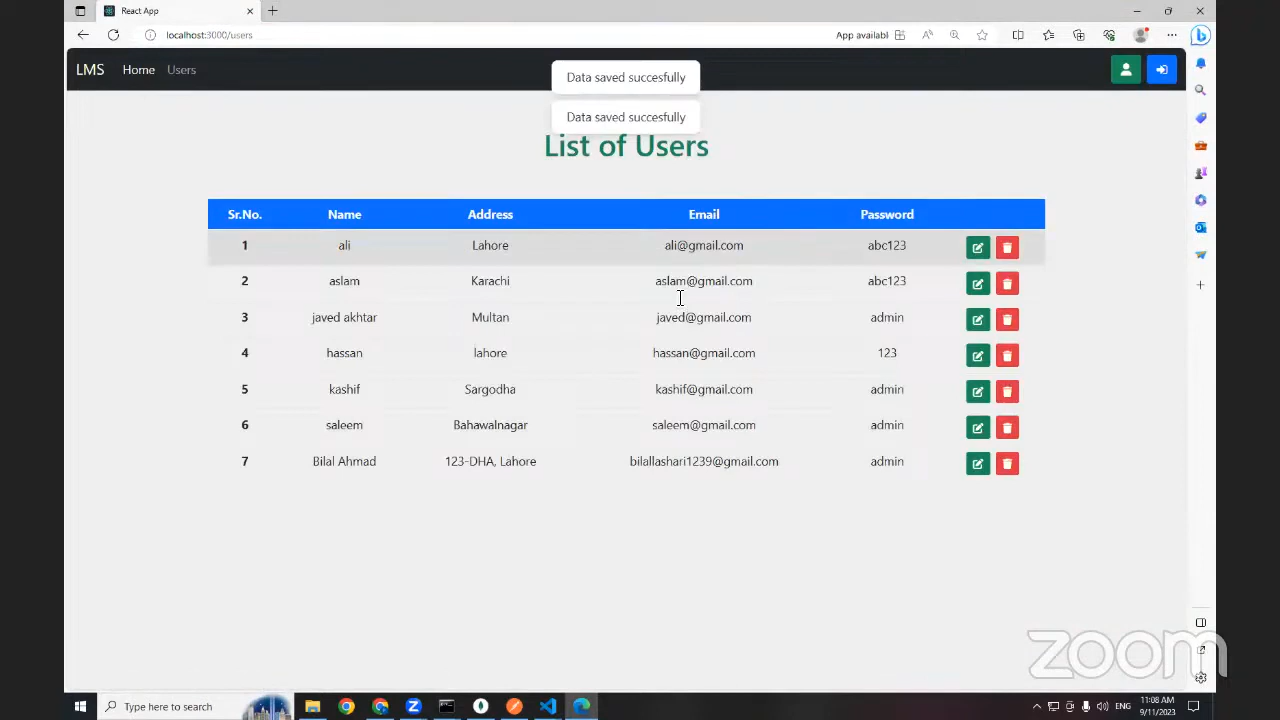 React App
localhost:3000/users
App availabl
LMS Home Users
Data saved succesfully
Data saved succesfully
List of Users
Sr.No. Name Address Email Password
1 ali Lahore ali@gmail.com abc123
2 aslam Karachi aslam@gmail.com abc123
3 javed akhtar Multan javed@gmail.com admin
4 hassan lahore hassan@gmail.com 123
5 kashif Sargodha kashif@gmail.com admin
6 saleem Bahawalnagar saleem@gmail.com admin
7 Bilal Ahmad 123-DHA, Lahore bilallashari1239@gmail.com admin
zoom
Type here to search
ENG
11:08 AM
9/11/2023